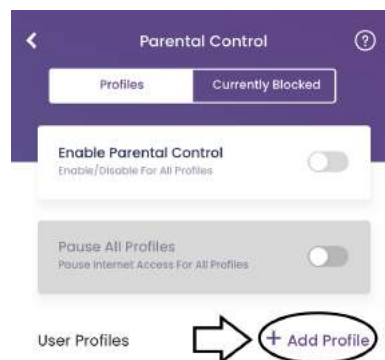 Parental Control
Profiles Currently Blocked
Enable Parental Control
Enable/Disable For All Profiles
Pause All Profiles
Pause Internet Access For All Profiles
User Profiles + Add Profile